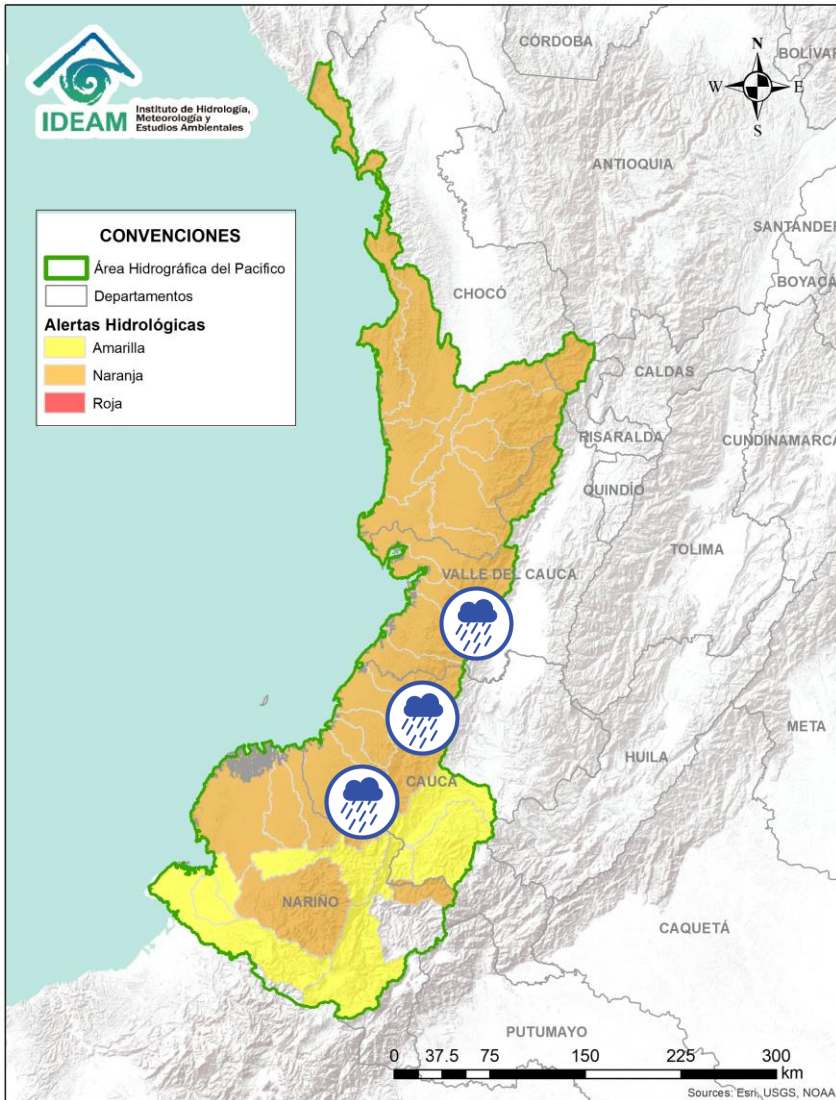 IDEAM
Instituto de Hidrología,
Meteorología y
Estudios Ambientales
CÓRDOBA
BOLÍVAR
N
W
E
S
ANTIOQUIA
SANTANDER
BOYACÁ
CONVENCIONES
Área Hidrográfica del Pacifico
Departamentos
Alertas Hidrológicas
Amarilla
Naranja
Roja
CHOCÓ
CALDAS
RISARALDA
CUNDINAMARCA
QUINDÍO
TOLIMA
VALLE DEL CAUCA
META
HUILA
CAUCA
NARIÑO
CAQUETÁ
PUTUMAYO
0 37.5 75 150 225 300
km
Sources: Esri, USGS, NOAA